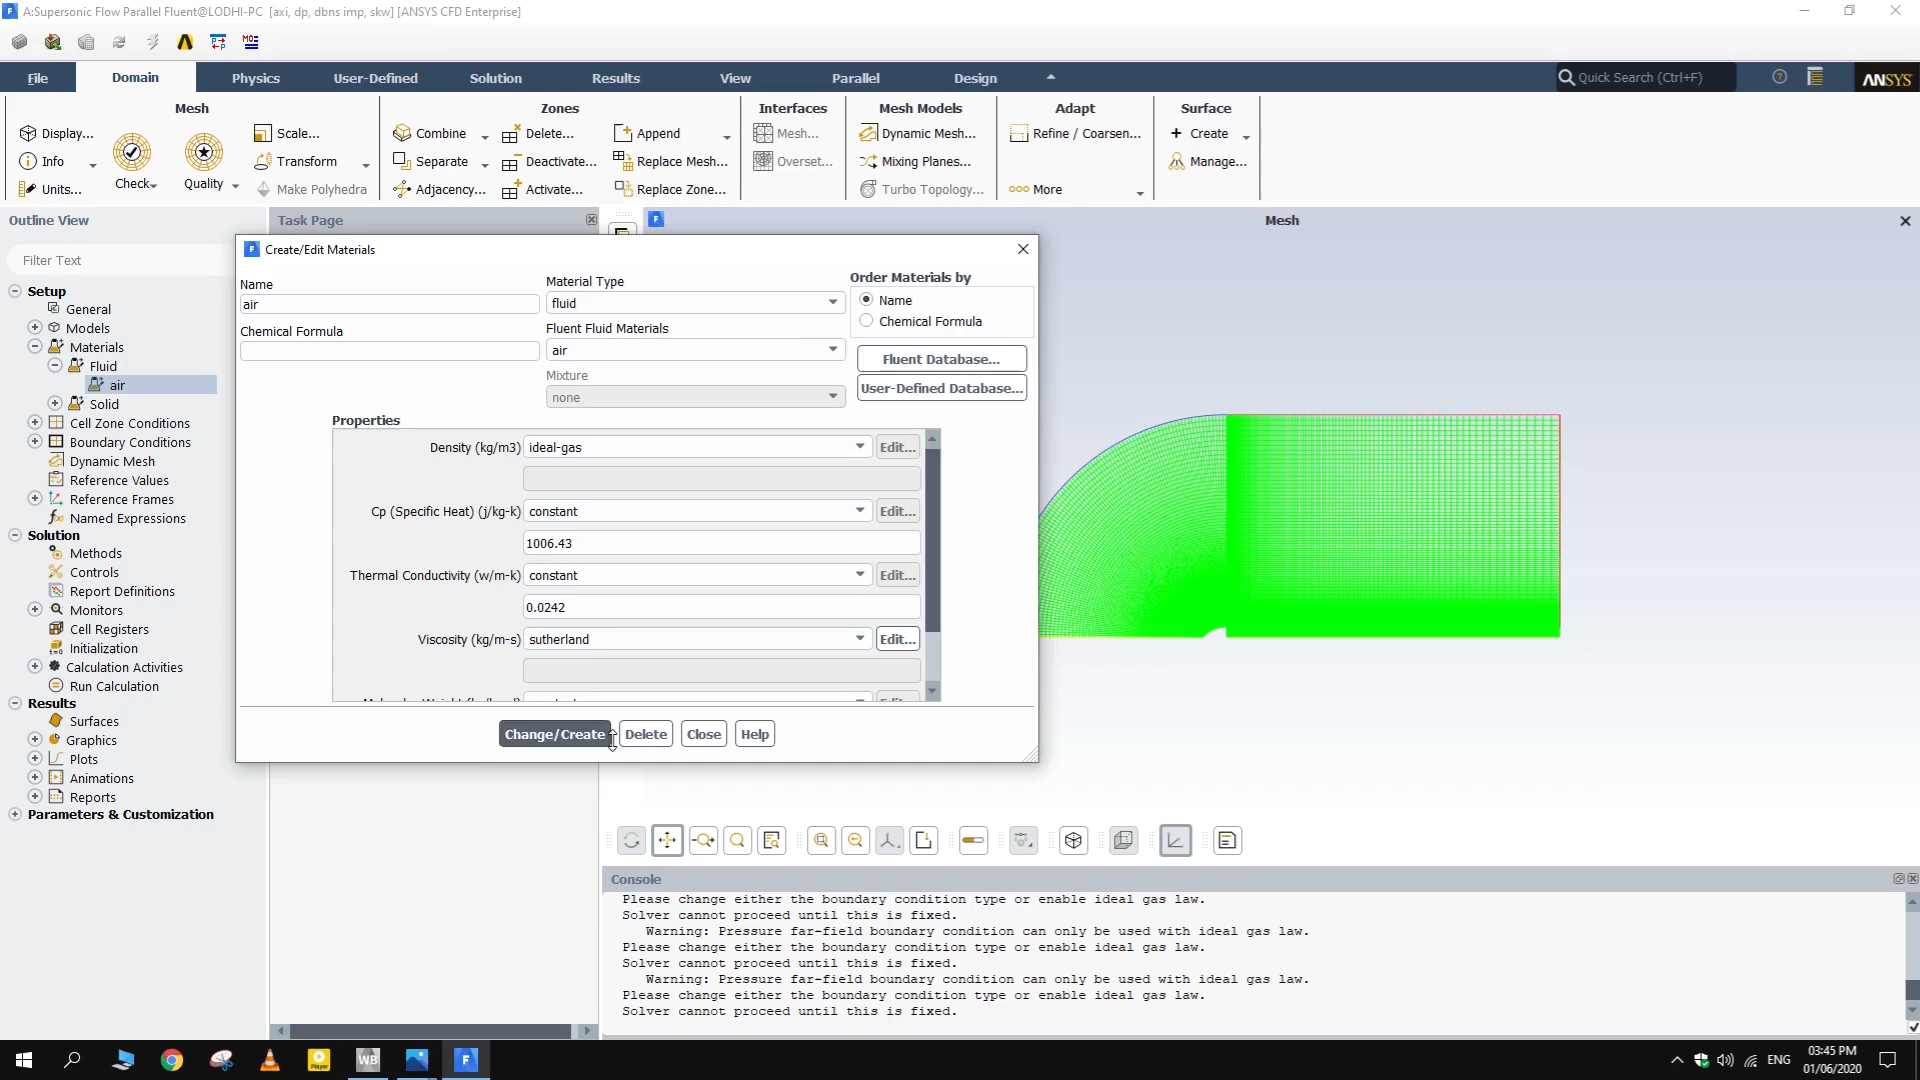 A:Supersonic Flow Parallel Fluent@LODHI-PC [axi, dp, dbns imp, skw] [ANSYS CFD Enterprise]
File Domain Physics User-Defined Solution Results View Parallel Design Quick Search (Ctrl+F) ANSYS
Mesh Zones Interfaces Mesh Models Adapt Surface
Display... Scale... Combine Delete... Append Mesh... Dynamic Mesh... Refine / Coarsen... Create
Info Transform Separate Deactivate... Replace Mesh... Overset... Mixing Planes... Manage...
Check Quality
Units... Make Polyhedra Adjacency... Activate... Replace Zone... Turbo Topology... More
Outline View
Task Page
Mesh
Filter Text
Setup
General
Models
Materials
Fluid
air
Solid
Cell Zone Conditions
Boundary Conditions
Dynamic Mesh
Reference Values
Reference Frames
Named Expressions
Solution
Methods
Controls
Report Definitions
Monitors
Cell Registers
Initialization
Calculation Activities
Run Calculation
Results
Surfaces
Graphics
Plots
Animations
Reports
Parameters & Customization
Create/Edit Materials
Name
air
Chemical Formula
Material Type
fluid
Fluent Fluid Materials
air
Mixture
none
Order Materials by
Name
Chemical Formula
Fluent Database...
User-Defined Database...
Properties
Density (kg/m3) ideal-gas Edit...
Cp (Specific Heat) (j/kg-k) constant Edit...
1006.43
Thermal Conductivity (w/m-k) constant Edit...
0.0242
Viscosity (kg/m-s) sutherland Edit...
Change/Create Delete Close Help
Console
Please change either the boundary condition type or enable ideal gas law.
Solver cannot proceed until this is fixed.
Warning: Pressure far-field boundary condition can only be used with ideal gas law.
Please change either the boundary condition type or enable ideal gas law.
Solver cannot proceed until this is fixed.
Warning: Pressure far-field boundary condition can only be used with ideal gas law.
Please change either the boundary condition type or enable ideal gas law.
Solver cannot proceed until this is fixed.
Player
WB
F
ENG
03:45 PM
01/06/2020